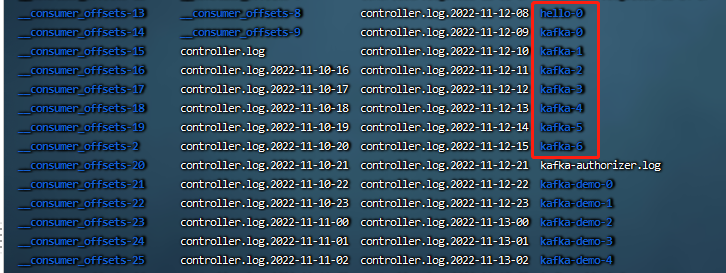 __consumer_offsets-13 __consumer_offsets-8 controller.log.2022-11-12-08 hello-0
__consumer_offsets-14 __consumer_offsets-9 controller.log.2022-11-12-09 kafka-0
__consumer_offsets-15 controller.log controller.log.2022-11-12-10 kafka-1
__consumer_offsets-16 controller.log.2022-11-10-16 controller.log.2022-11-12-11 kafka-2
__consumer_offsets-17 controller.log.2022-11-10-17 controller.log.2022-11-12-12 kafka-3
__consumer_offsets-18 controller.log.2022-11-10-18 controller.log.2022-11-12-13 kafka-4
__consumer_offsets-19 controller.log.2022-11-10-19 controller.log.2022-11-12-14 kafka-5
__consumer_offsets-2 controller.log.2022-11-10-20 controller.log.2022-11-12-15 kafka-6
__consumer_offsets-20 controller.log.2022-11-10-21 controller.log.2022-11-12-21 kafka-authorizer.log
__consumer_offsets-21 controller.log.2022-11-10-22 controller.log.2022-11-12-22 kafka-demo-0
__consumer_offsets-22 controller.log.2022-11-10-23 controller.log.2022-11-12-23 kafka-demo-1
__consumer_offsets-23 controller.log.2022-11-11-00 controller.log.2022-11-13-00 kafka-demo-2
__consumer_offsets-24 controller.log.2022-11-11-01 controller.log.2022-11-13-01 kafka-demo-3
__consumer_offsets-25 controller.log.2022-11-11-02 controller.log.2022-11-13-02 kafka-demo-4